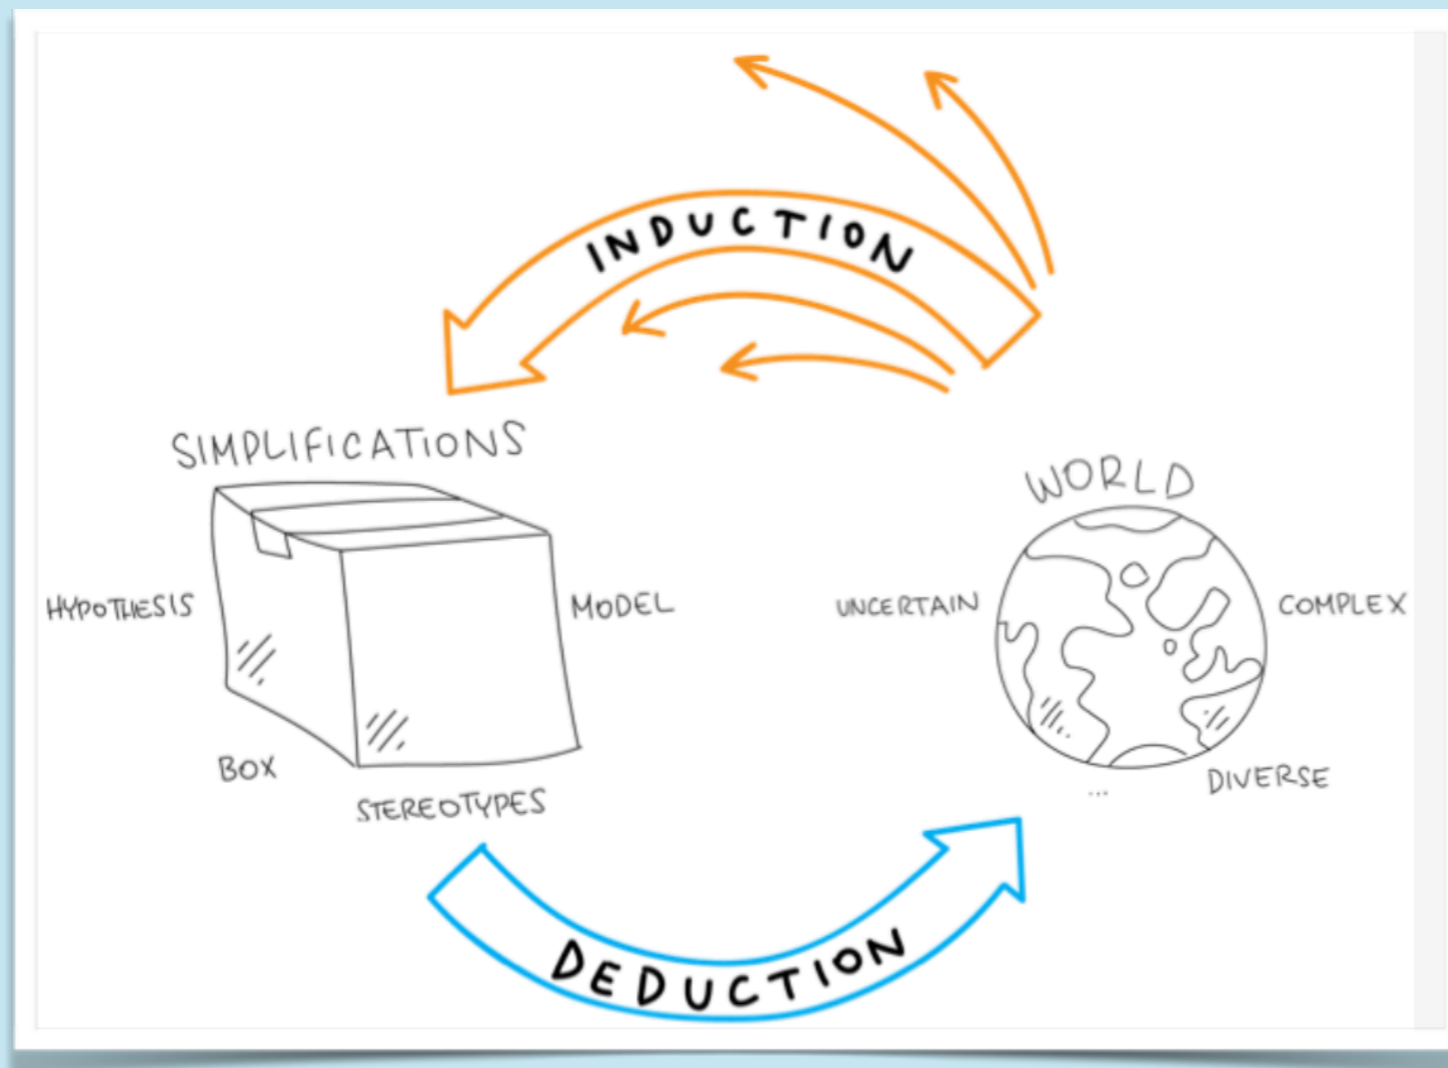 INDUCTION
SIMPLIFICATIONS
WORLD
HYPOTHESIS
MODEL
UNCERTAIN
COMPLEX
BOX
STEREOTYPES
DIVERSE
...
DEDUCTION